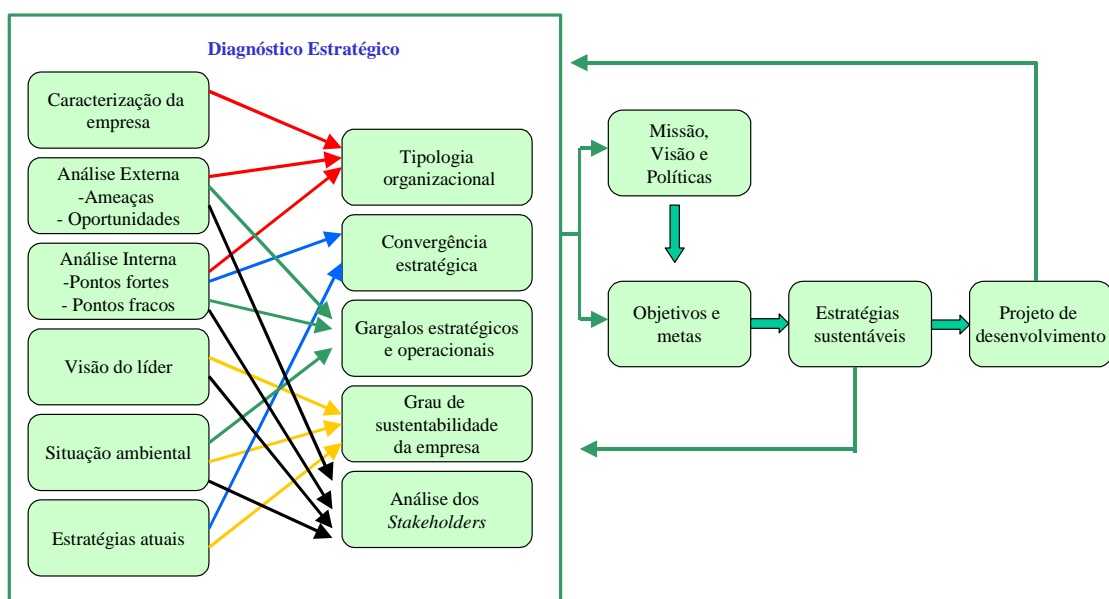 Diagnóstico Estratégico
Caracterização da
empresa
Análise Externa
-Ameaças
- Oportunidades
Análise Interna
-Pontos fortes
- Pontos fracos
Visão do líder
Situação ambiental
Estratégias atuais
Tipologia
organizacional
Convergência
estratégica
Gargalos estratégicos
e operacionais
Grau de
sustentabilidade
da empresa
Análise dos
Stakeholders
Missão,
Visão e
Políticas
Objetivos e
metas
Estratégias
sustentáveis
Projeto de
desenvolvimento